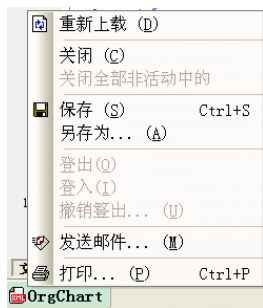 重新上载 (D)
关闭 (C)
关闭全部非活动中的
保存 (S) Ctrl+S
另存为... (A)
登出(O)
登入(I)
撤销签出... (U)
发送邮件... (M)
打印... (P) Ctrl+P
OrgChart